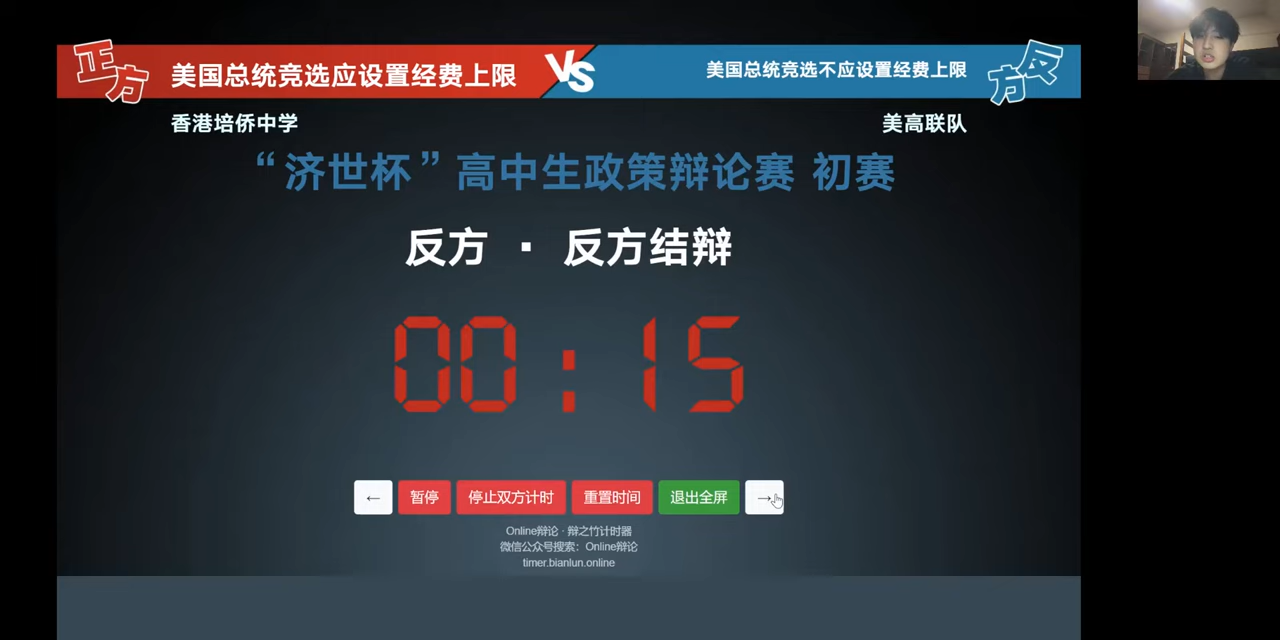 正方
美国总统竞选应设置经费上限
VS
美国总统竞选不应设置经费上限
反方
香港培侨中学
美高联队
“济世杯”高中生政策辩论赛 初赛
反方 · 反方结辩
00:15
← 暂停 停止双方计时 重置时间 退出全屏 →
Online辩论 · 辩之竹计时器
微信公众号搜索：Online辩论
timer.bianlun.online